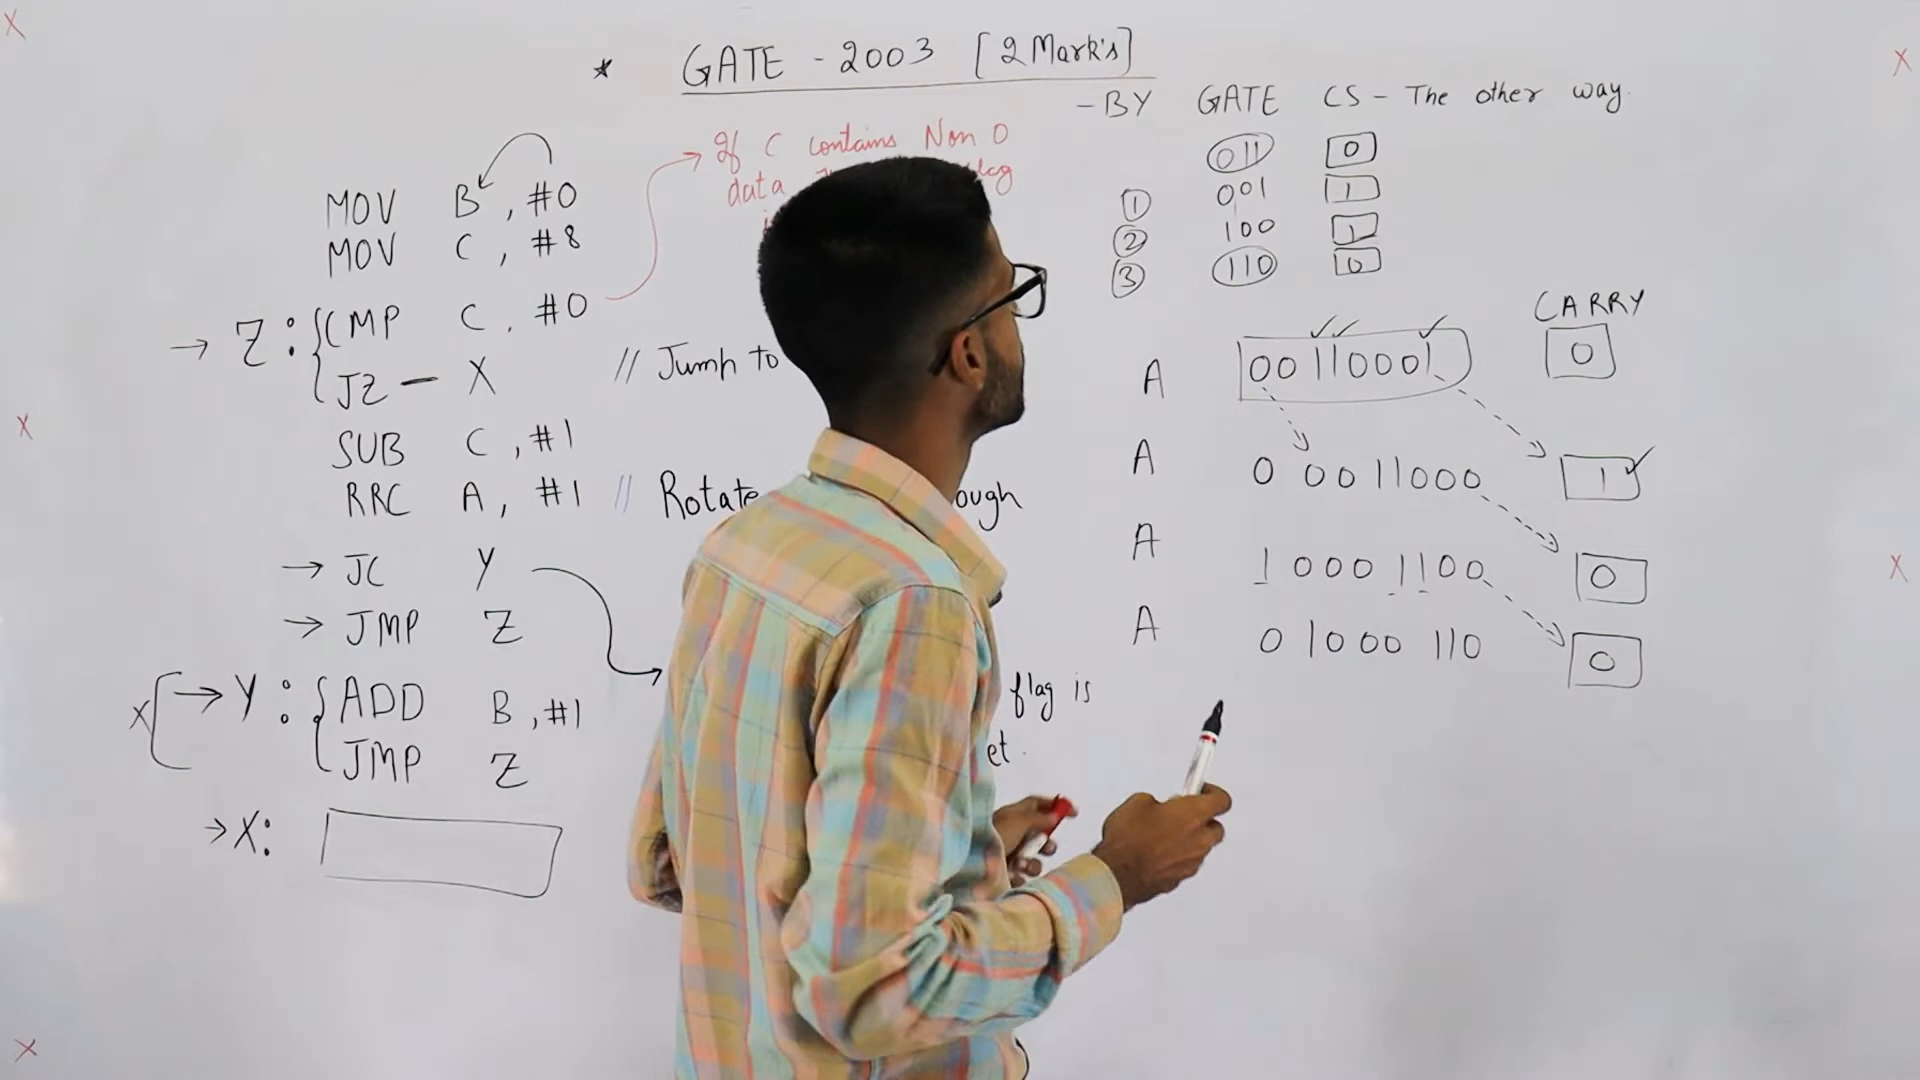 * GATE - 2003 [2 Mark's]
- BY GATE CS - The other way.
If C contains Non 0
data
MOV B, #0
MOV C, #8
→ Z: CMP C, #0
JZ X // Jump to
SUB C, #1
RRC A, #1 // Rotate ough
→ JC Y
→ JMP Z
flag is
et.
X → Y: ADD B, #1
JMP Z
→ X:
011 0
① 001 1
② 100 1
③ 110 0
CARRY
A 00110001 0
A 0 0011000 1
A 1 0001100 0
A 0 1000110 0
X
X
X
X
X